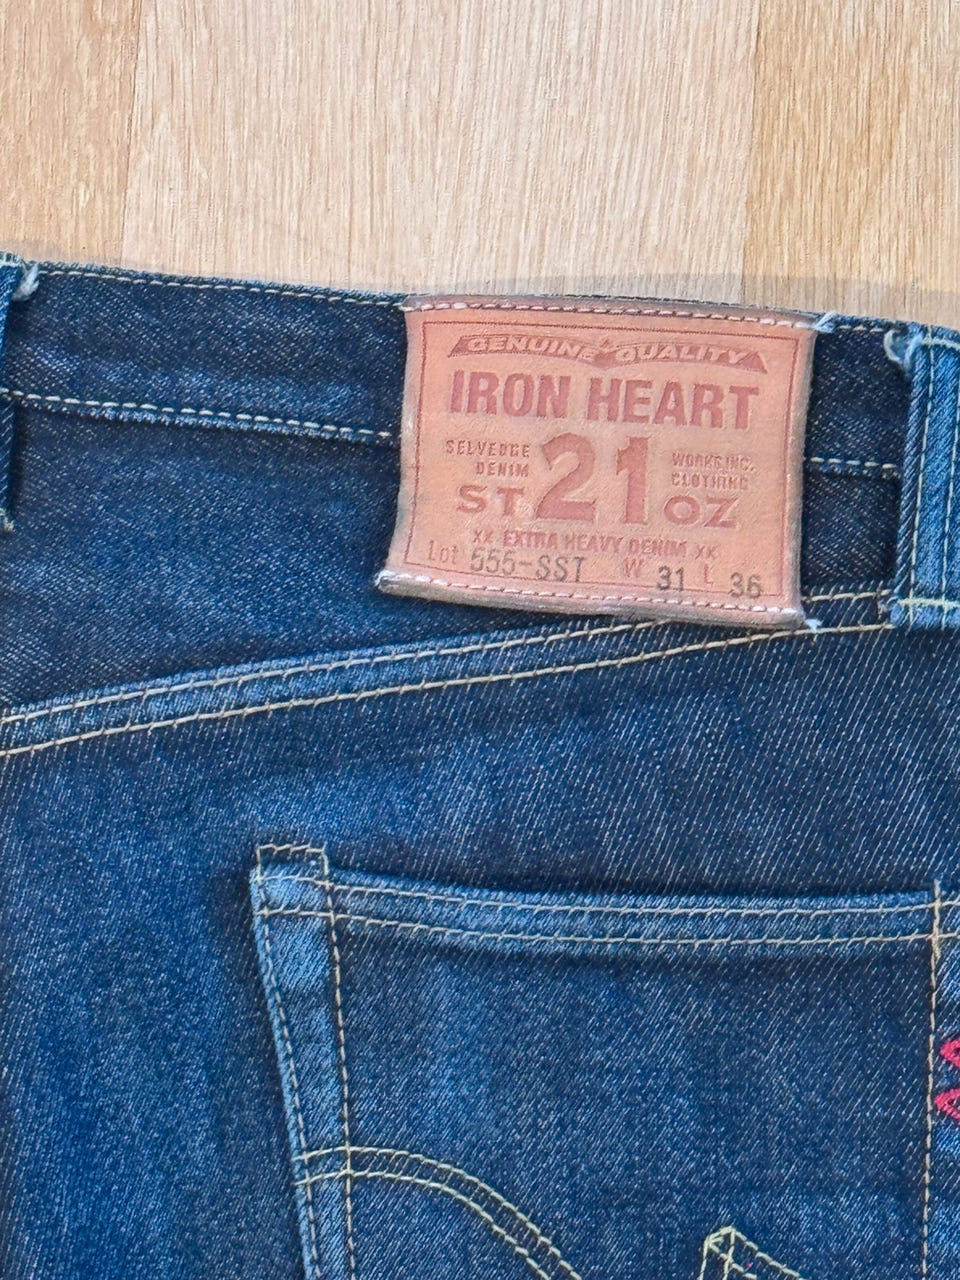 GENUINE QUALITY
IRON HEART
SELVEDGE DENIM
ST 21 OZ
WORKS INC. CLOTHING
XX EXTRA HEAVY DENIM XX
Lot 555-SST W 31 L 36